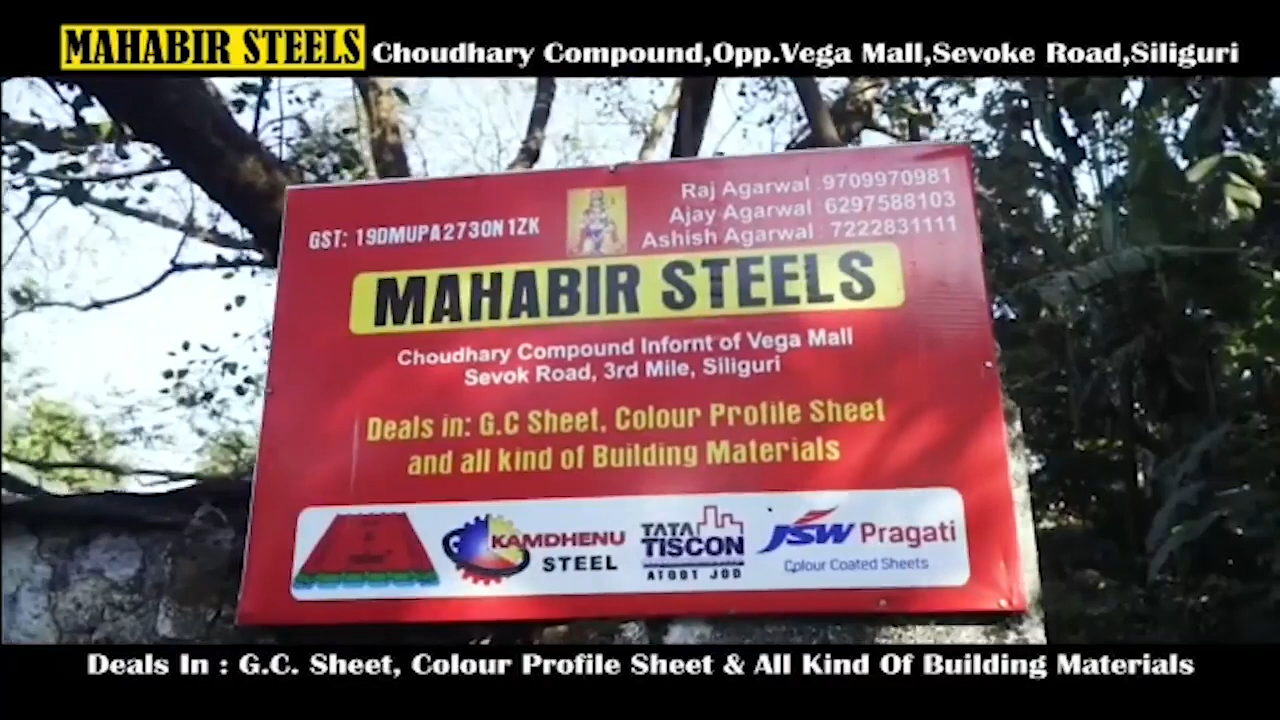 MAHABIR STEELS Choudhary Compound,Opp.Vega Mall,Sevoke Road,Siliguri
Raj Agarwal :9709970981
Ajay Agarwal : 6297588103
GST: 19DMUPA2730N1ZK
Ashish Agarwal : 7222831111
MAHABIR STEELS
Choudhary Compound Infornt of Vega Mall
Sevok Road, 3rd Mile, Siliguri
Deals in: G.C Sheet, Colour Profile Sheet
and all kind of Building Materials
KAMDHENU
STEEL
TATA
TISCON
JSW Pragati
Colour Coated Sheets
Deals In : G.C. Sheet, Colour Profile Sheet & All Kind Of Building Materials